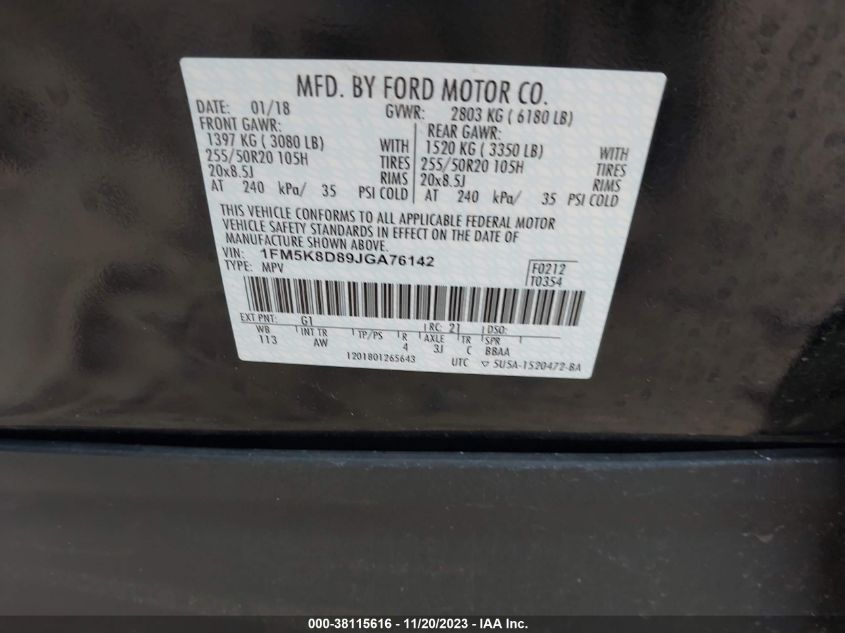 MFD. BY FORD MOTOR CO.
DATE: 01/18 GVWR: 2803 KG ( 6180 LB)
FRONT GAWR: REAR GAWR:
1397 KG ( 3080 LB) WITH 1520 KG ( 3350 LB) WITH
255/50R20 105H TIRES 255/50R20 105H TIRES
20x8.5J RIMS 20x8.5J RIMS
AT 240 kPa/ 35 PSI COLD AT 240 kPa/ 35 PSI COLD
THIS VEHICLE CONFORMS TO ALL APPLICABLE FEDERAL MOTOR
VEHICLE SAFETY STANDARDS IN EFFECT ON THE DATE OF
MANUFACTURE SHOWN ABOVE.
VIN: 1FM5K8D89JGA76142
TYPE: MPV
F0212
T0354
EXT PNT: G1 RC: 21 DSO:
WB INT TR TP/PS R AXLE TR SPR
113 AW 4 3J C BBAA
1201801265643 UTC ▽ 5U5A-1520472-BA
000-38115616 - 11/20/2023 - IAA Inc.